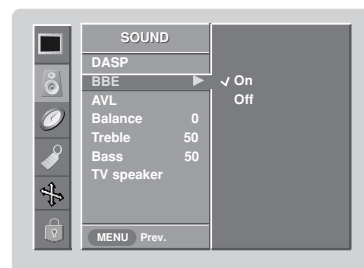 SOUND
DASP
BBE
AVL
Balance 0
Treble 50
Bass 50
TV speaker
MENU Prev.
On
Off